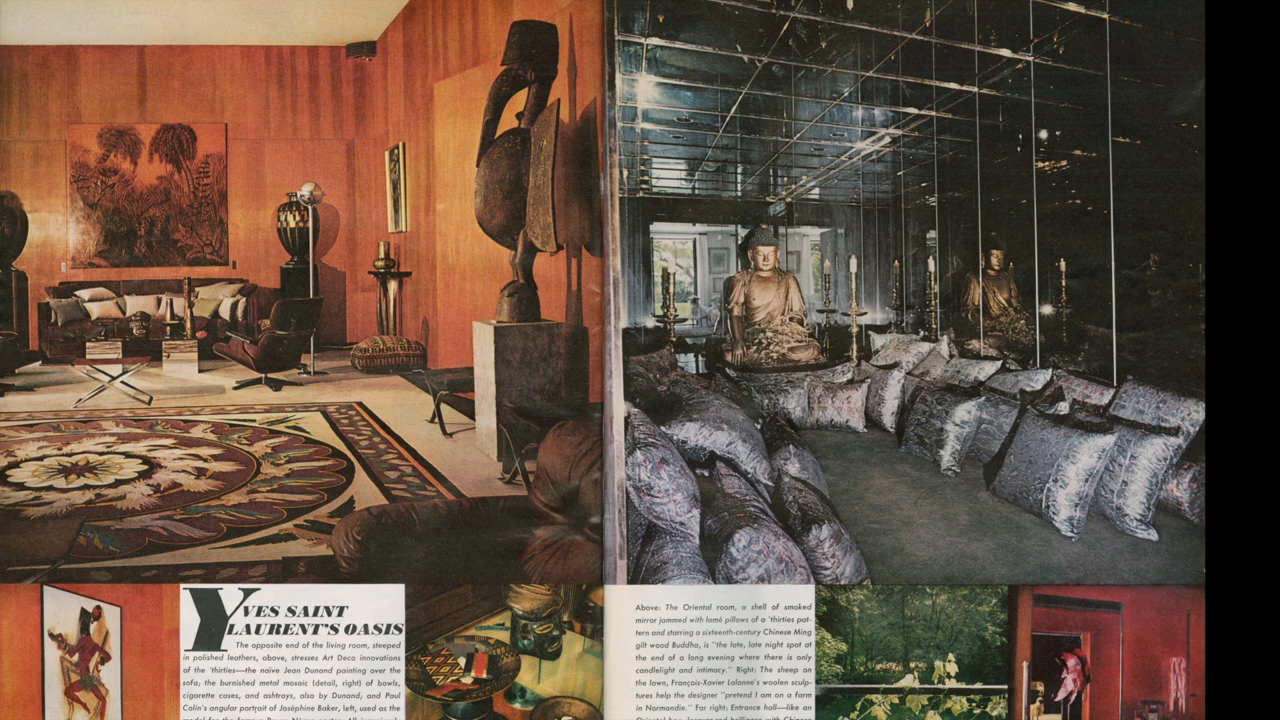 YVES SAINT
LAURENT'S OASIS
The opposite end of the living room, steeped
in polished leathers, above, stresses Art Deco innovations
of the 'thirties—the naïve Jean Dunand painting over the
sofa; the burnished metal mosaic (detail, right) of bowls,
cigarette cases, and ashtrays, also by Dunand; and Paul
Colin's angular portrait of Joséphine Baker, left, used as the
Above: The Oriental room, a shell of smoked
mirror jammed with lamé pillows of a 'thirties pat-
tern and starring a sixteenth-century Chinese Ming
gilt wood Buddha, is "the late, late night spot at
the end of a long evening where there is only
candlelight and intimacy." Right: The sheep on
the lawn, François-Xavier Lalanne's woolen sculp-
tures help the designer "pretend I am on a farm
in Normandie." Far right: Entrance hall—like an